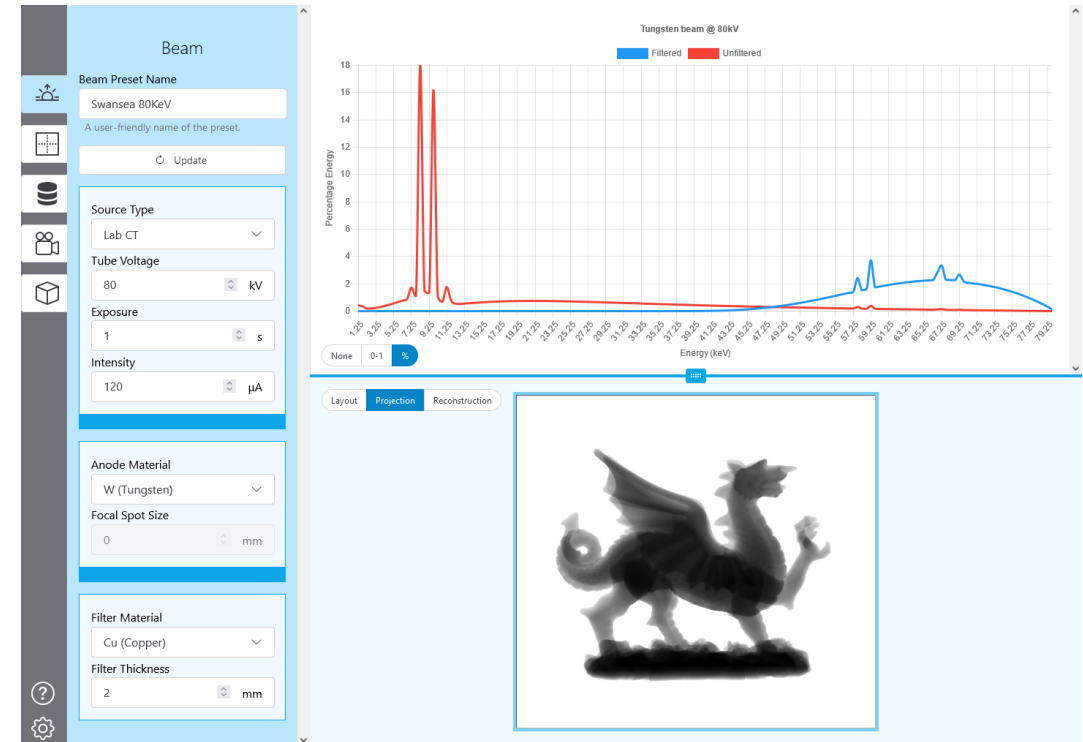 Beam
Beam Preset Name
Swansea 80KeV
A user-friendly name of the preset.
Update
Source Type
Lab CT
Tube Voltage
80 kV
Exposure
1 s
Intensity
120 μA
Anode Material
W (Tungsten)
Focal Spot Size
0 mm
Filter Material
Cu (Copper)
Filter Thickness
2 mm
Tungsten beam @ 80kV
Filtered Unfiltered
Percentage Energy
18
16
14
12
10
8
6
4
2
0
1.25 3.25 5.25 7.25 9.25 11.25 13.25 15.25 17.25 19.25 21.25 23.25 25.25 27.25 29.25 31.25 33.25 35.25 37.25 39.25 41.25 43.25 45.25 47.25 49.25 51.25 53.25 55.25 57.25 59.25 61.25 63.25 65.25 67.25 69.25 71.25 73.25 75.25 77.25 79.25
Energy (keV)
None 0-1 %
Layout Projection Reconstruction